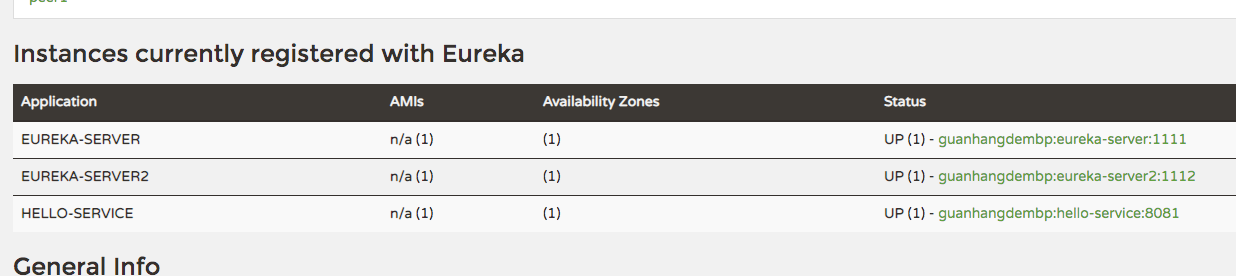 peer1
Instances currently registered with Eureka
Application AMIs Availability Zones Status
EUREKA-SERVER n/a (1) (1) UP (1) - guanhangdembp:eureka-server:1111
EUREKA-SERVER2 n/a (1) (1) UP (1) - guanhangdembp:eureka-server2:1112
HELLO-SERVICE n/a (1) (1) UP (1) - guanhangdembp:hello-service:8081
General Info